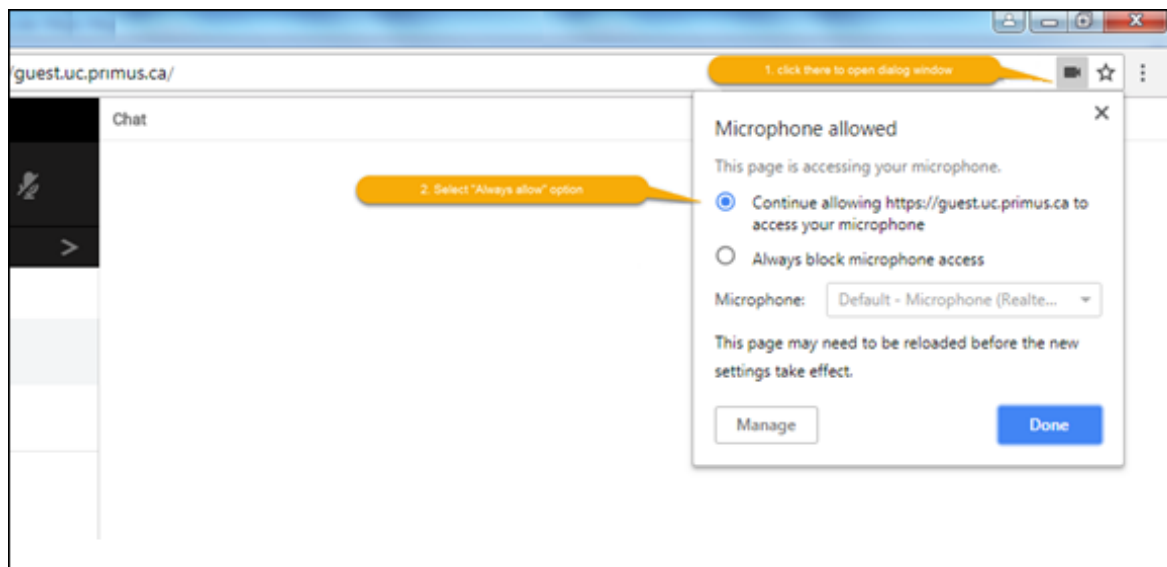 /guest.uc.primus.ca/
1. click there to open dialog window
Chat
Microphone allowed
This page is accessing your microphone.
2. Select "Always allow" option
Continue allowing https://guest.uc.primus.ca to
access your microphone
Always block microphone access
Microphone:
Default - Microphone (Realte...
This page may need to be reloaded before the new
settings take effect.
Manage
Done